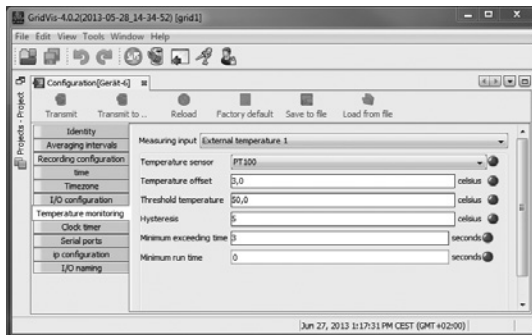 GridVis-4.0.2(2013-05-28_14-34-52) [grid1]
File Edit View Tools Window Help
Projects - Project
Configuration[Gerät-6]
Transmit Transmit to .. Reload Factory default Save to file Load from file
Identity
Averaging intervals
Recording configuration
time
Timezone
I/O configuration
Temperature monitoring
Clock timer
Serial ports
ip configuration
I/O naming
Measuring input External temperature 1
Temperature sensor PT100
Temperature offset 3,0 celsius
Threshold temperature 50,0 celsius
Hysteresis 5 celsius
Minimum exceeding time 3 seconds
Minimum run time 0 seconds
Jun 27, 2013 1:17:31 PM CEST (GMT+02:00)